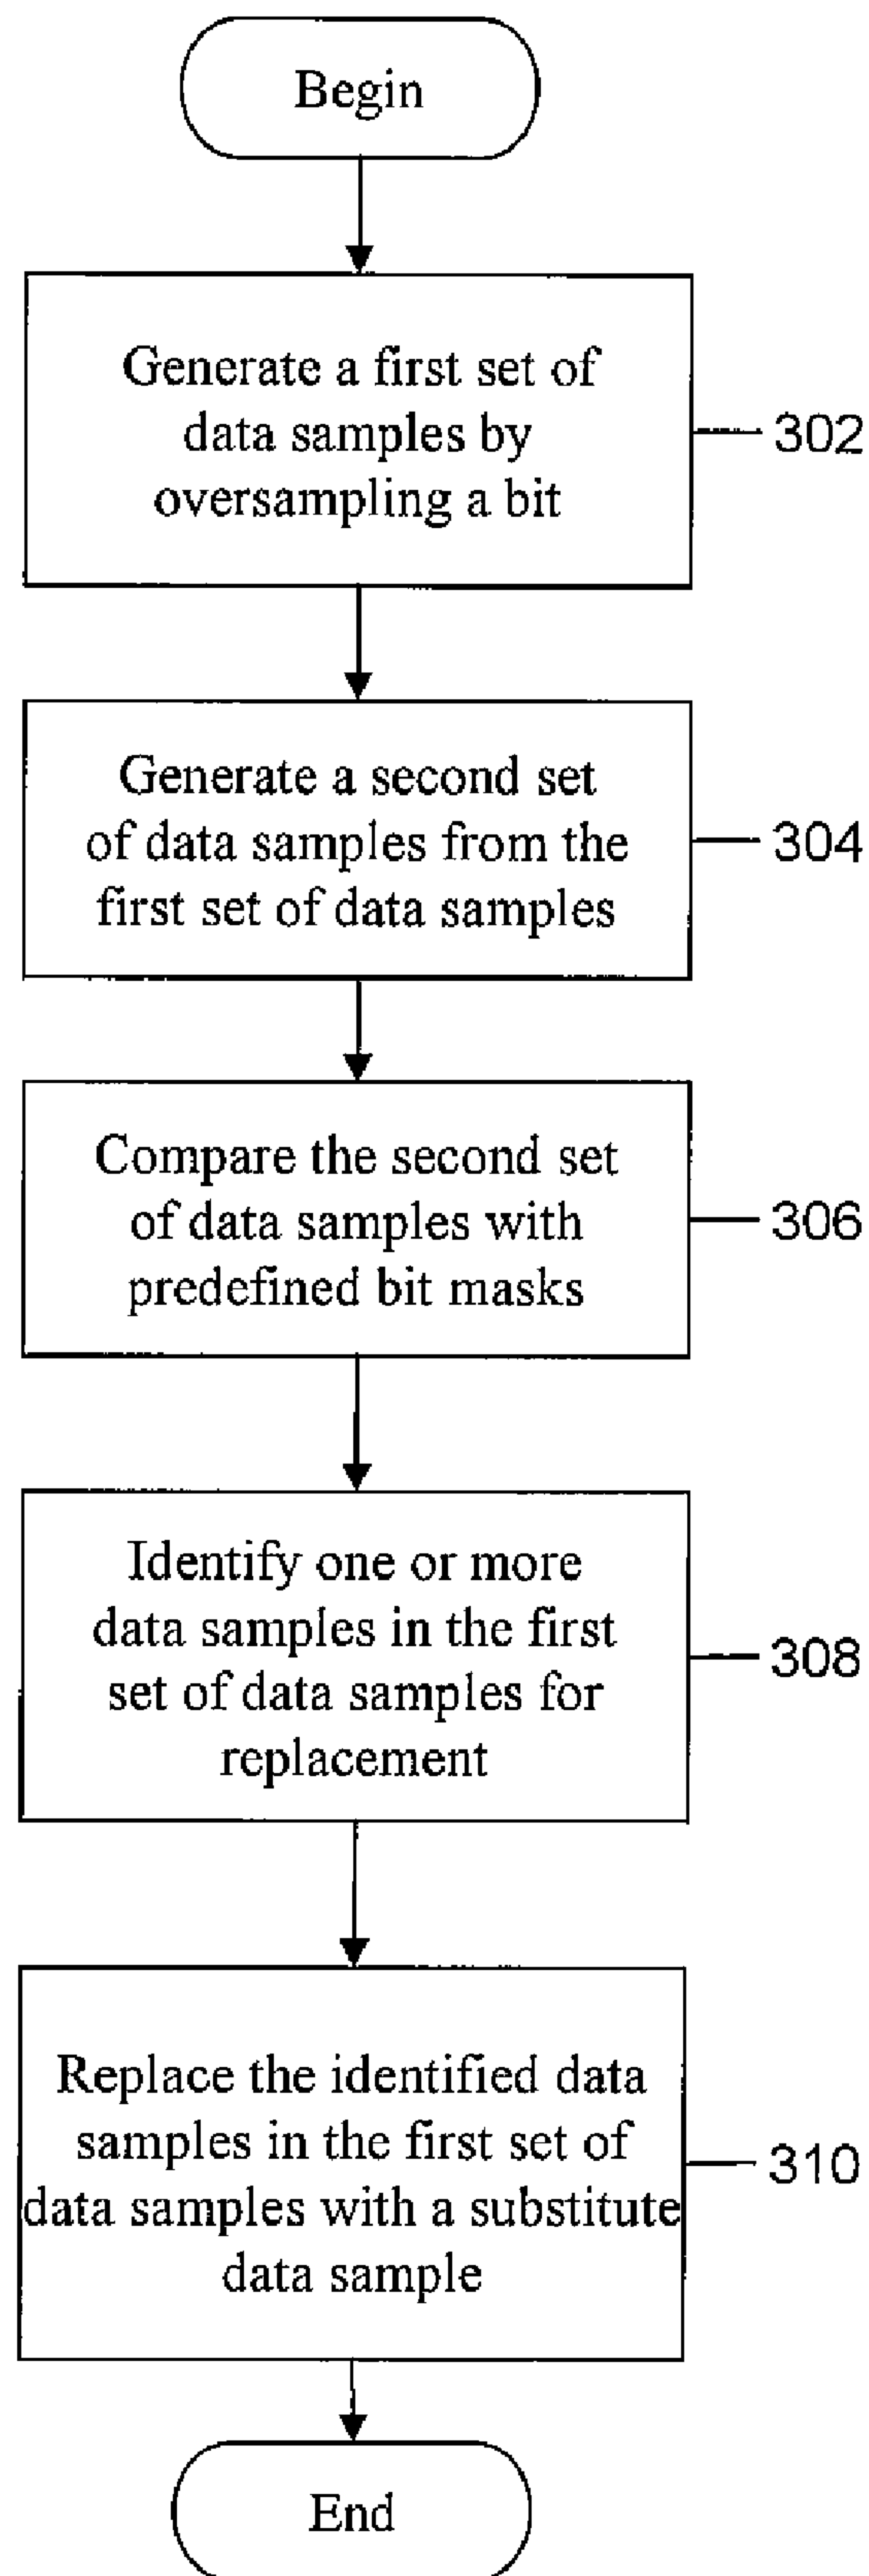 Begin
Generate a first set of
data samples by
oversampling a bit
302
Generate a second set
of data samples from the
first set of data samples
304
Compare the second set
of data samples with
predefined bit masks
306
Identify one or more
data samples in the first
set of data samples for
replacement
308
Replace the identified data
samples in the first set of
data samples with a substitute
data sample
310
End